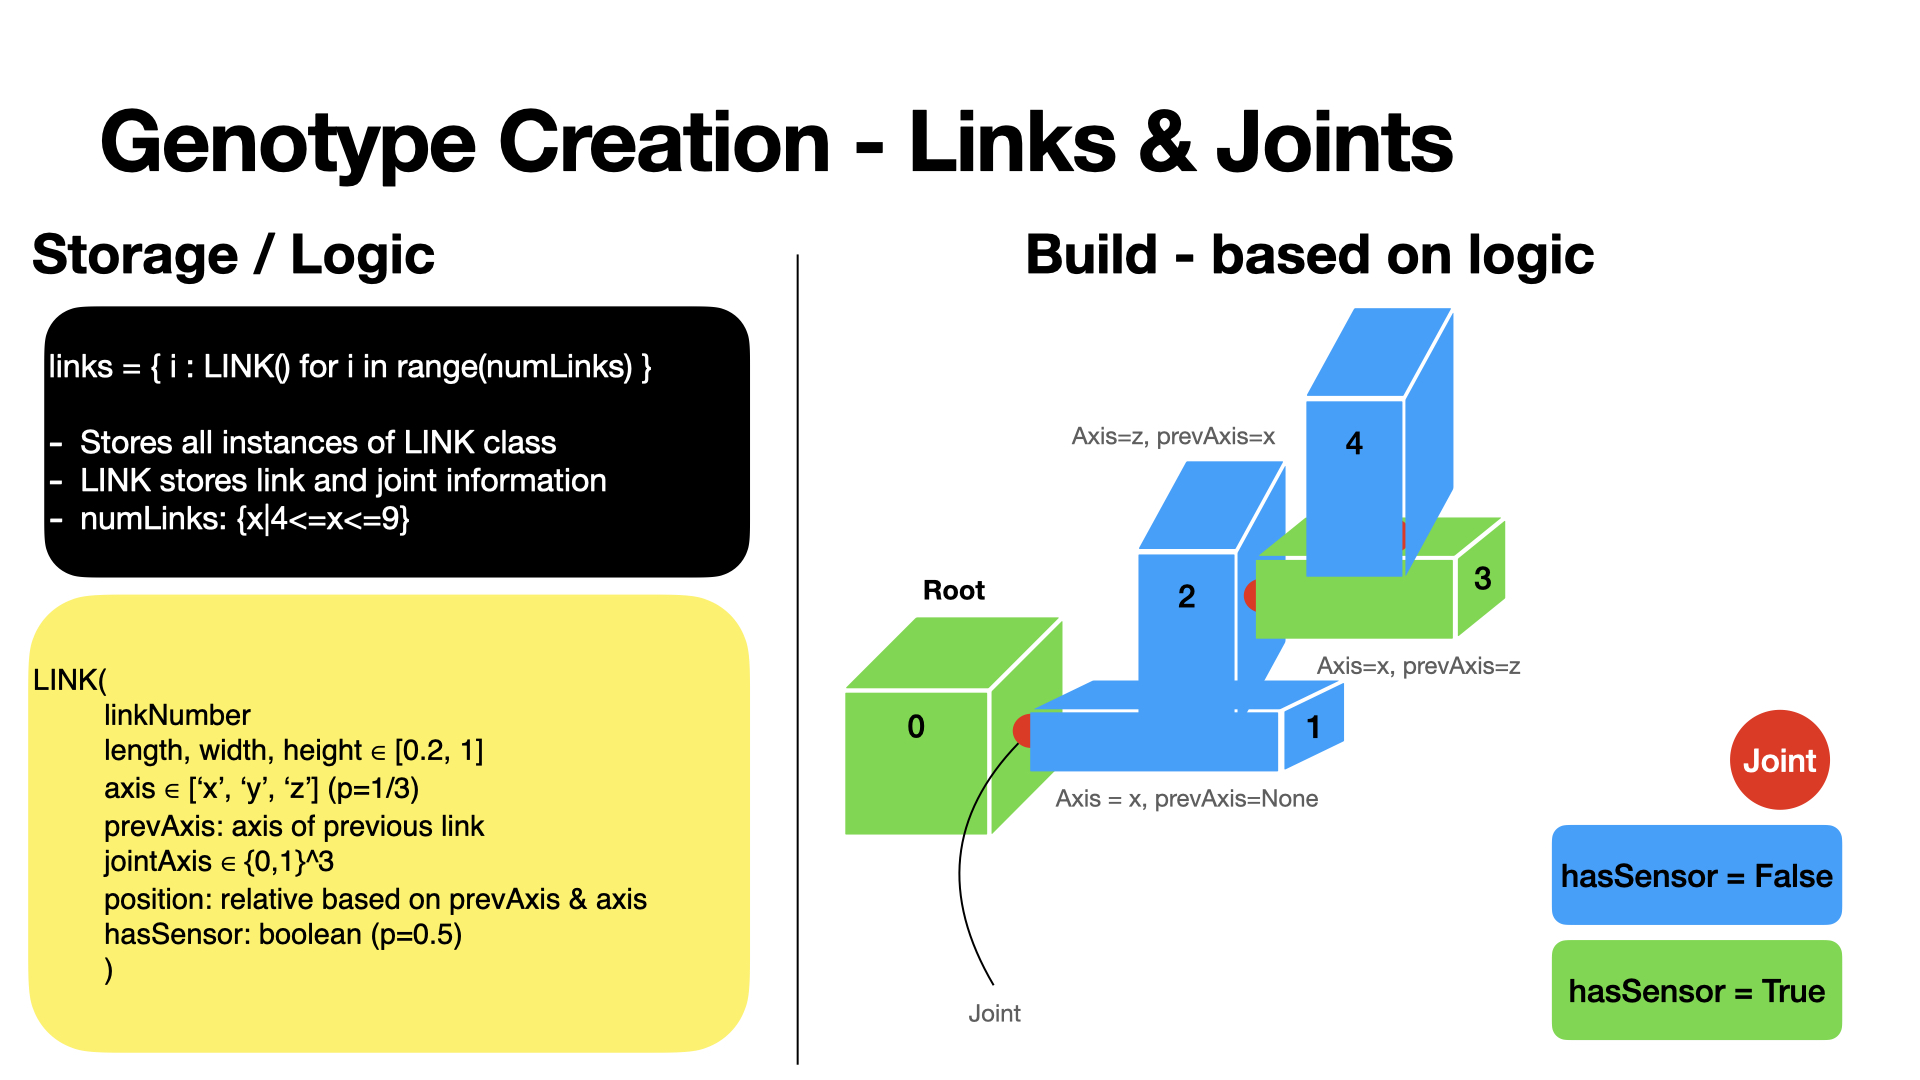 Genotype Creation - Links & Joints
Storage / Logic
links = { i : LINK() for i in range(numLinks) }
- Stores all instances of LINK class
- LINK stores link and joint information
- numLinks: {x|4<=x<=9}
LINK(
linkNumber
length, width, height ∈ [0.2, 1]
axis ∈ [‘x’, ‘y’, ‘z’] (p=1/3)
prevAxis: axis of previous link
jointAxis ∈ {0,1}^3
position: relative based on prevAxis & axis
hasSensor: boolean (p=0.5)
)
Build - based on logic
4
Axis=z, prevAxis=x
2
3
Root
Axis=x, prevAxis=z
0
1
Axis = x, prevAxis=None
Joint
Joint
hasSensor = False
hasSensor = True